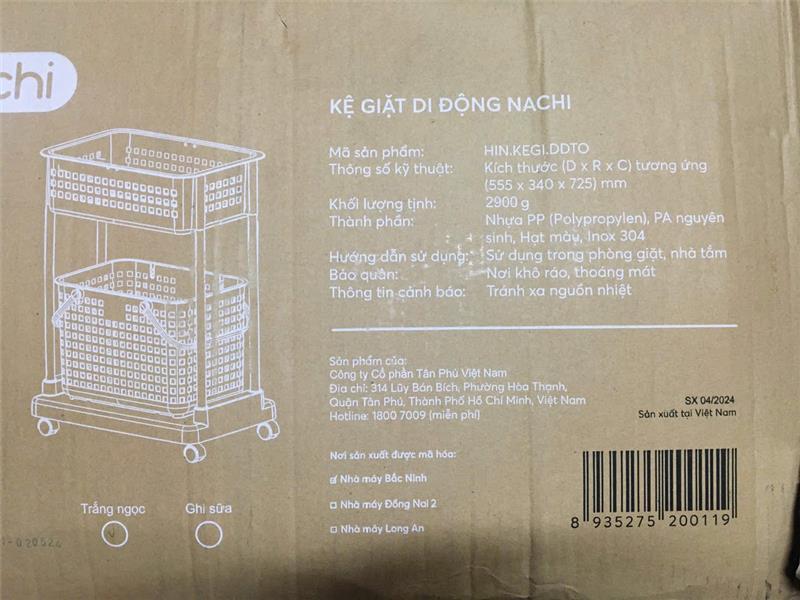 chi
KỆ GIẶT DI ĐỘNG NACHI
Mã sản phẩm: HIN.KEGI.DDTO
Thông số kỹ thuật: Kích thước (D x R x C) tương ứng
(555 x 340 x 725) mm
Khối lượng tịnh: 2900 g
Thành phần: Nhựa PP (Polypropylen), PA nguyên
sinh, Hạt màu, Inox 304
Hướng dẫn sử dụng: Sử dụng trong phòng giặt, nhà tắm
Bảo quản: Nơi khô ráo, thoáng mát
Thông tin cảnh báo: Tránh xa nguồn nhiệt
Sản phẩm của:
Công ty Cổ phần Tân Phú Việt Nam
Địa chỉ: 314 Lũy Bán Bích, Phường Hòa Thạnh,
Quận Tân Phú, Thành Phố Hồ Chí Minh, Việt Nam
Hotline: 1800 7009 (miễn phí)
SX 04/2024
Sản xuất tại Việt Nam
Nơi sản xuất được mã hóa:
Nhà máy Bắc Ninh
Nhà máy Đồng Nai 2
Nhà máy Long An
Trắng ngọc Ghi sữa
8 935275 200119